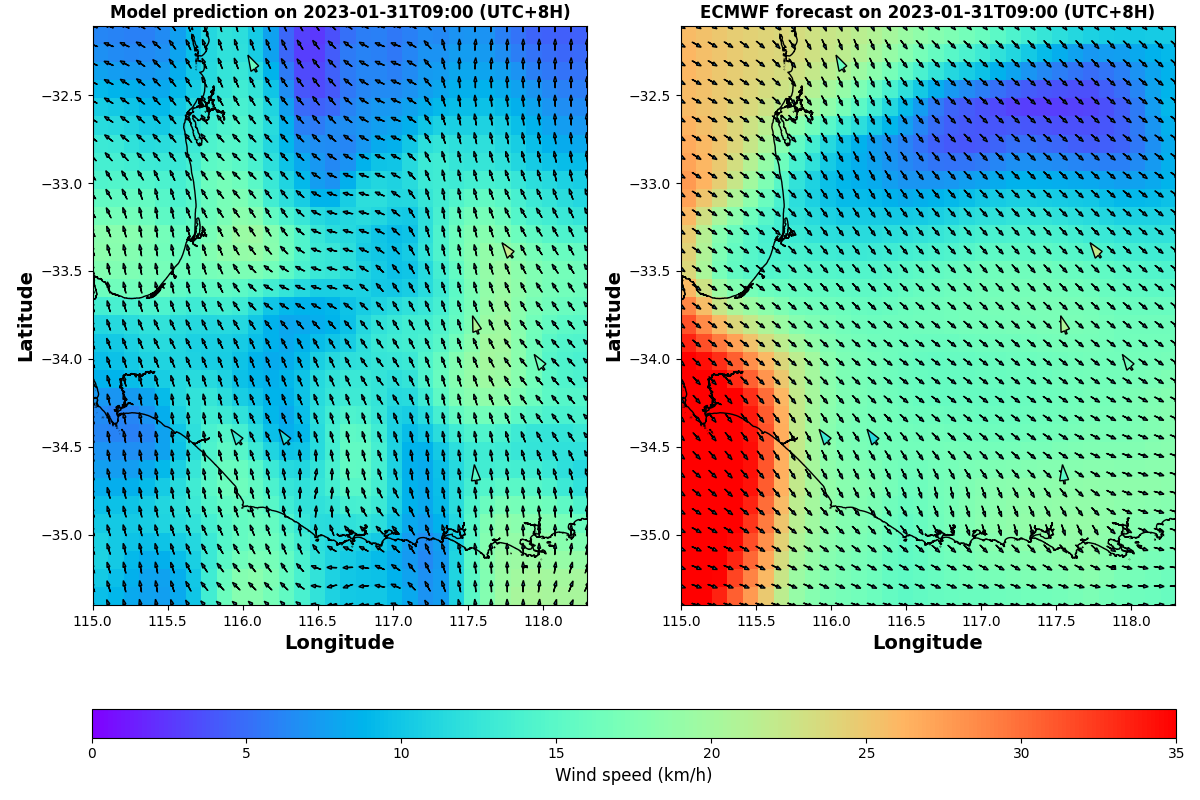 Model prediction on 2023-01-31T09:00 (UTC+8H)
ECMWF forecast on 2023-01-31T09:00 (UTC+8H)
Latitude
−32.5
−33.0
−33.5
−34.0
−34.5
−35.0
115.0 115.5 116.0 116.5 117.0 117.5 118.0
Longitude
Latitude
−32.5
−33.0
−33.5
−34.0
−34.5
−35.0
115.0 115.5 116.0 116.5 117.0 117.5 118.0
Longitude
0 5 10 15 20 25 30 35
Wind speed (km/h)